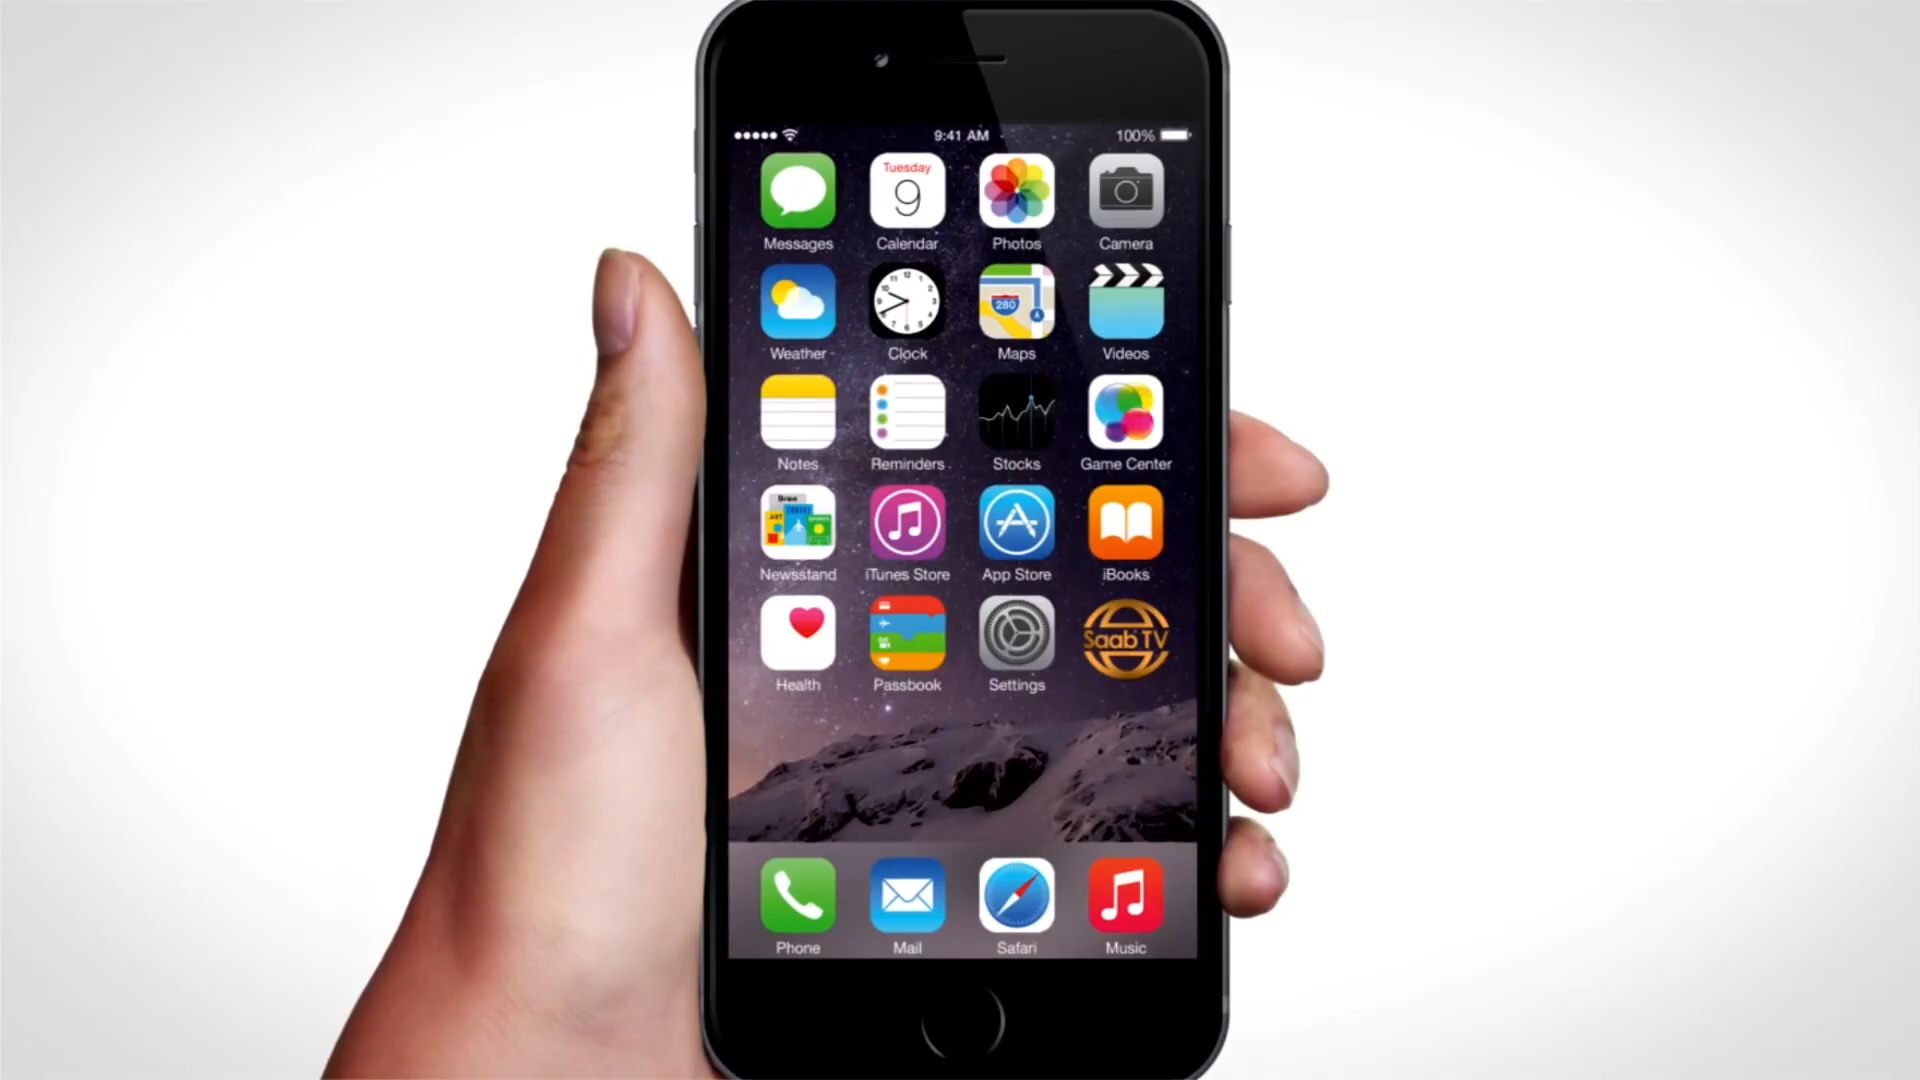 9:41 AM 100%
Tuesday
9
Messages Calendar Photos Camera
280
Weather Clock Maps Videos
Notes Reminders Stocks Game Center
Newsstand iTunes Store App Store iBooks
Saab TV
Health Passbook Settings
Phone Mail Safari Music